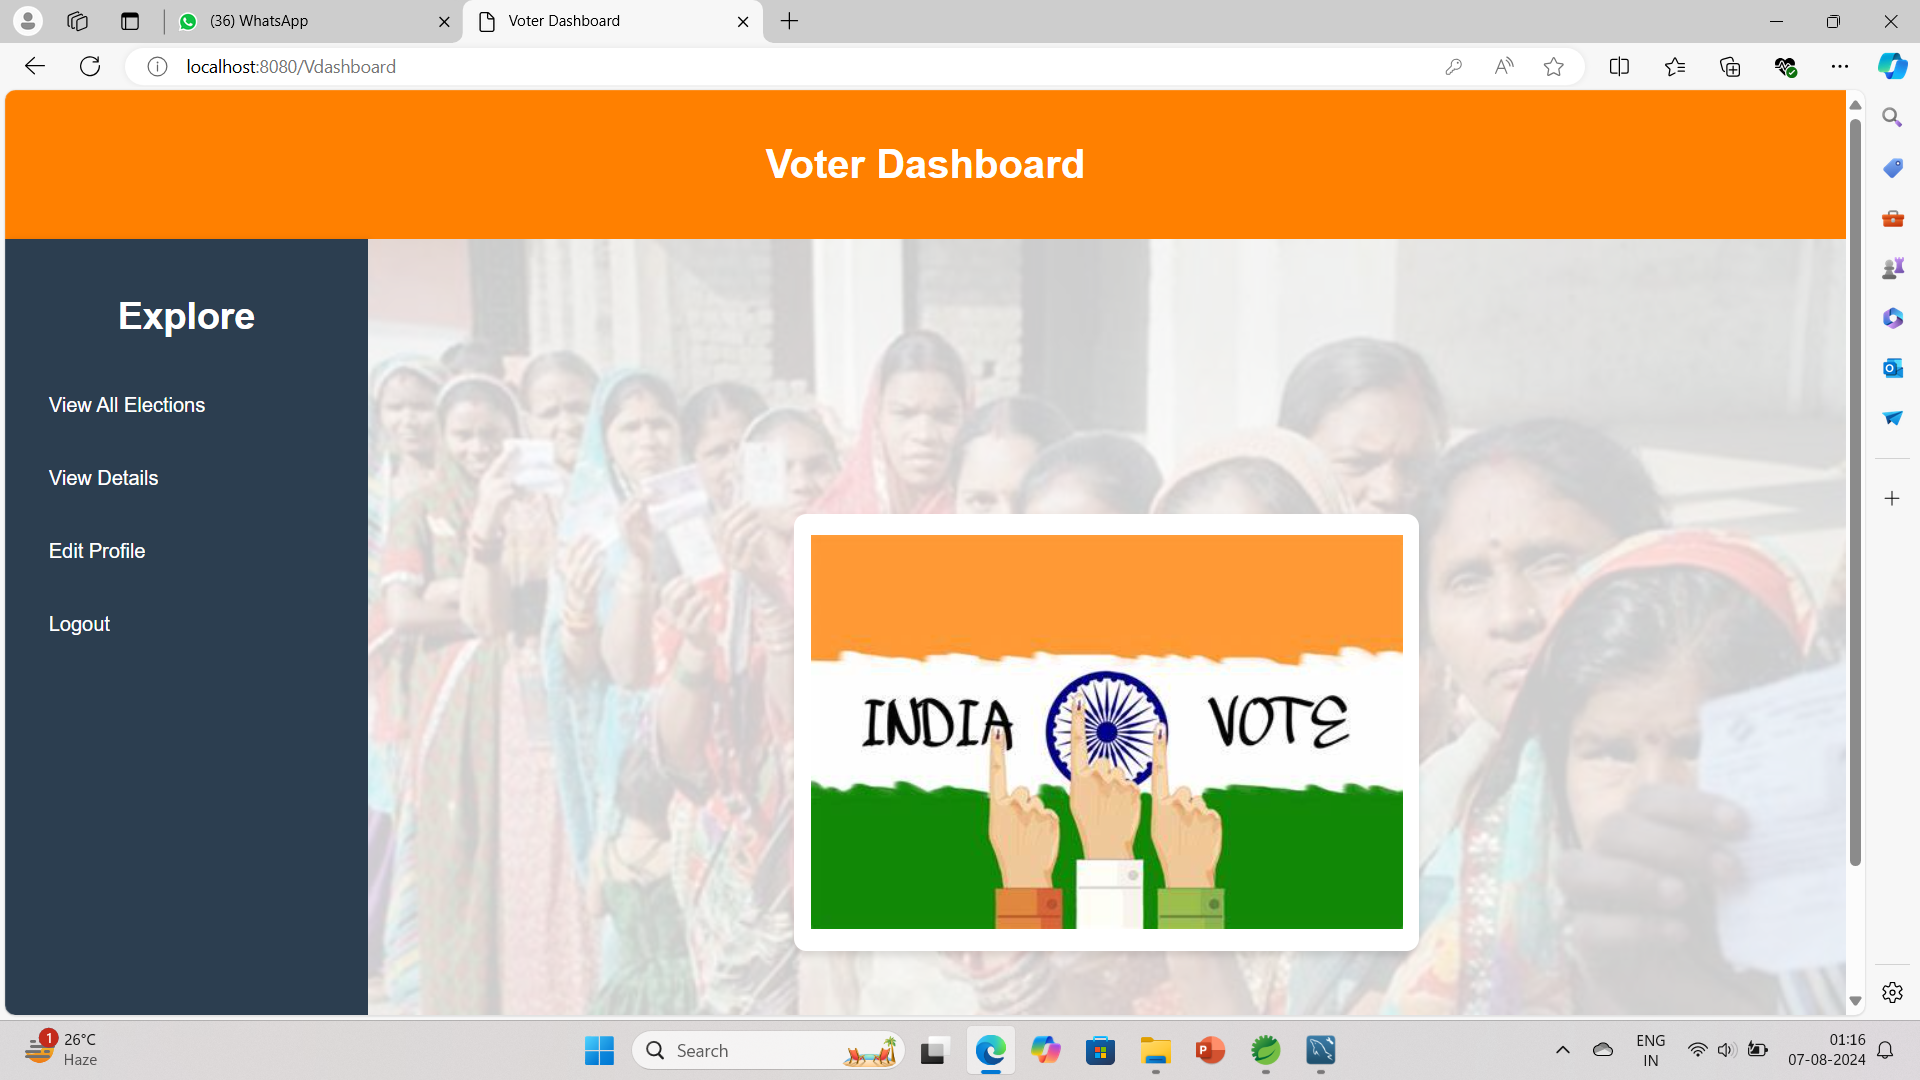 (36) WhatsApp
Voter Dashboard
localhost:8080/Vdashboard
Voter Dashboard
Explore
View All Elections
View Details
Edit Profile
Logout
INDIA VOTE
1
26°C
Haze
Search
ENG
IN
01:16
07-08-2024